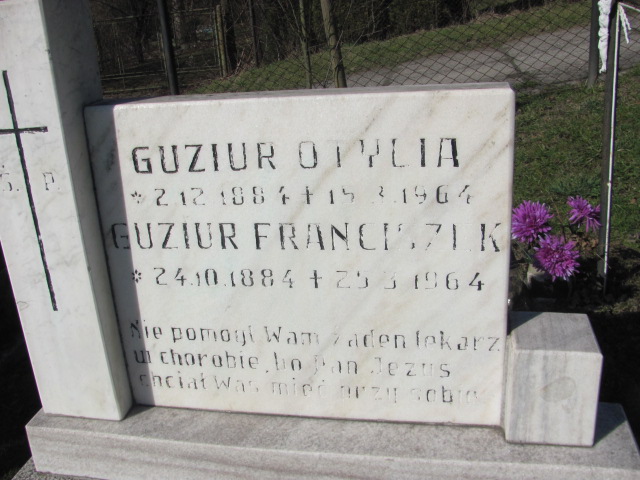 Ś. P.
GUZIUR OTYLIA
* 2.12.1884 + 15.3.1964
GUZIUR FRANCISZEK
* 24.10.1884 + 25.3.1964
Nie pomógł Wam żaden lekarz
w chorobie, bo Pan Jezus
chciał Was mieć przy sobie